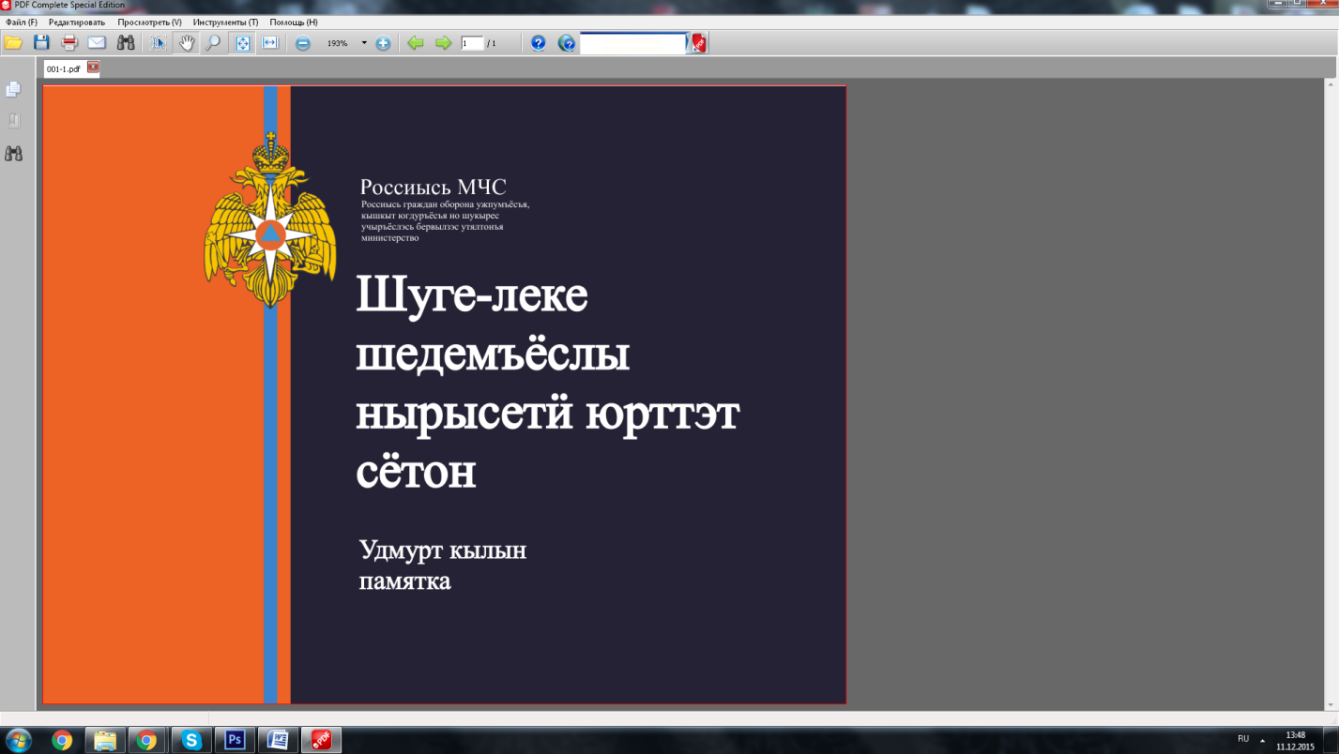 PDF Complete Special Edition
Файл (F) Редактировать Просмотреть (V) Инструменты (T) Помощь (H)
193% 1 / 1
001-1.pdf
Россиысь МЧС
Россиысь граждан оборона ужпумъёсъя,
кышкыт югдуръёсъя но шукырес
учыръёслэсь бервылзэс утялтонъя
министерство
Шуге-леке
шедемъёслы
нырысетӥ юрттэт
сётон
Удмурт кылын
памятка
Ps W PDF
RU 13:48
11.12.2015